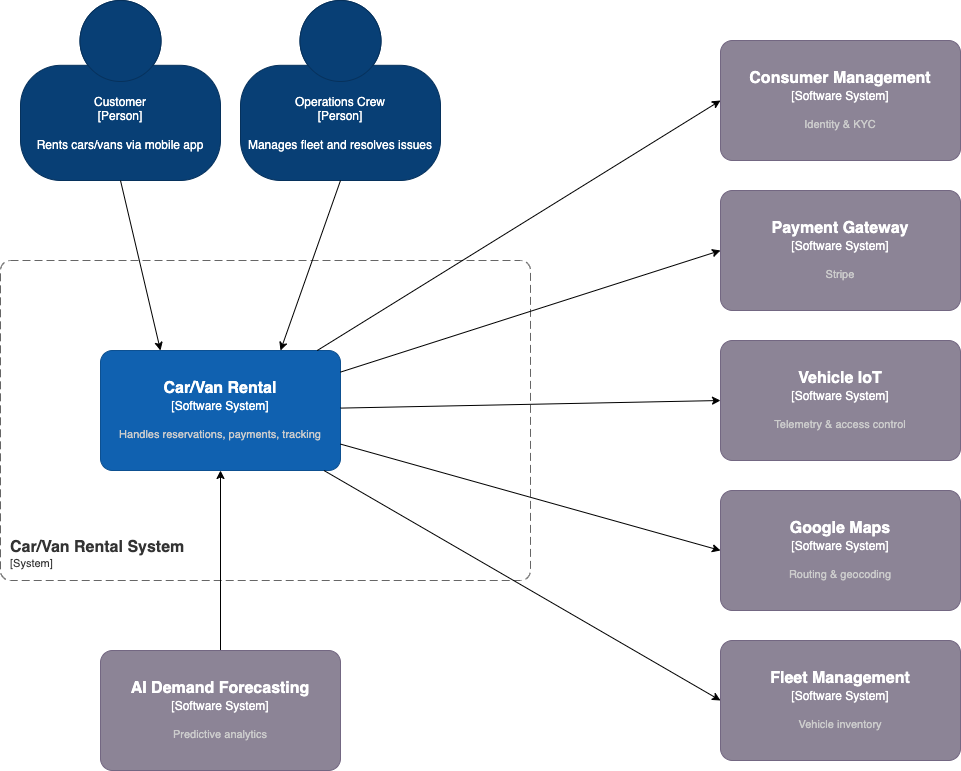 Customer
[Person]
Rents cars/vans via mobile app
Operations Crew
[Person]
Manages fleet and resolves issues
Consumer Management
[Software System]
Identity & KYC
Payment Gateway
[Software System]
Stripe
Car/Van Rental
[Software System]
Handles reservations, payments, tracking
Vehicle IoT
[Software System]
Telemetry & access control
Google Maps
[Software System]
Routing & geocoding
Car/Van Rental System
[System]
AI Demand Forecasting
[Software System]
Predictive analytics
Fleet Management
[Software System]
Vehicle inventory